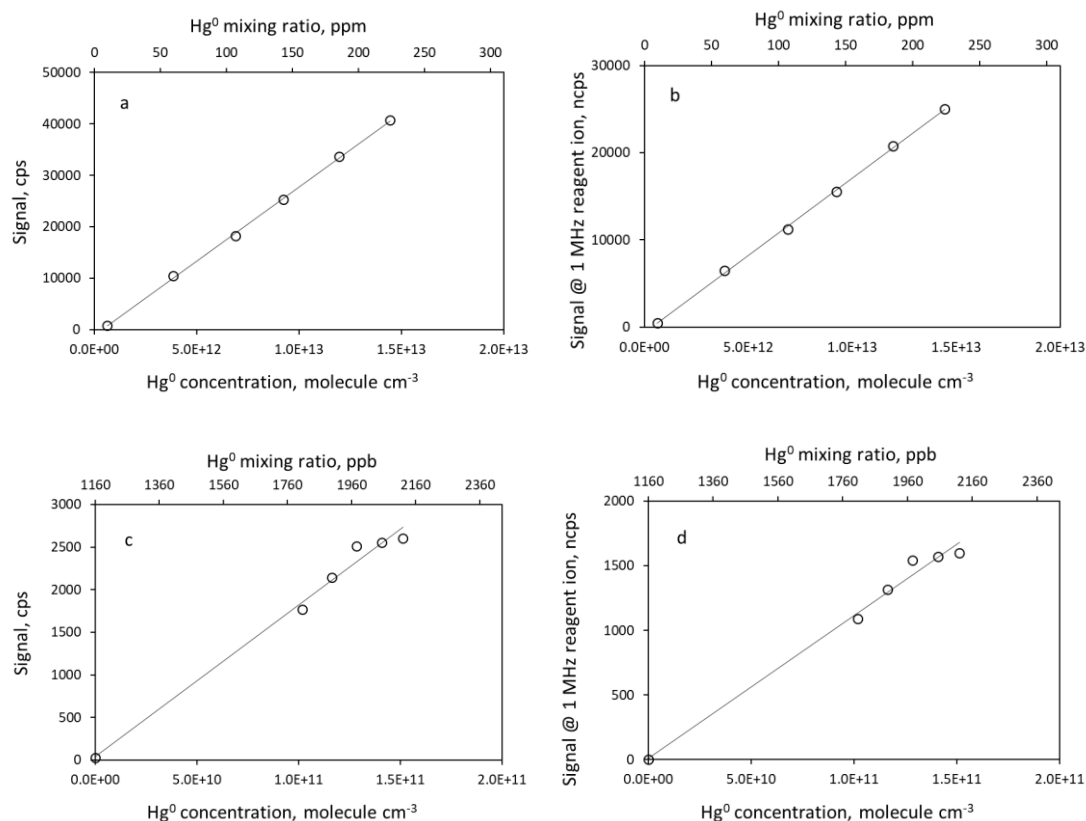 Hg⁰ mixing ratio, ppm
0 50 100 150 200 250 300
50000
40000
30000
20000
10000
0
Signal, cps
a
0.0E+00 5.0E+12 1.0E+13 1.5E+13 2.0E+13
Hg⁰ concentration, molecule cm⁻³
Hg⁰ mixing ratio, ppm
0 50 100 150 200 250 300
30000
20000
10000
0
Signal @ 1 MHz reagent ion, ncps
b
0.0E+00 5.0E+12 1.0E+13 1.5E+13 2.0E+13
Hg⁰ concentration, molecule cm⁻³
Hg⁰ mixing ratio, ppb
1160 1360 1560 1760 1960 2160 2360
3000
2500
2000
1500
1000
500
0
Signal, cps
c
0.0E+00 5.0E+10 1.0E+11 1.5E+11 2.0E+11
Hg⁰ concentration, molecule cm⁻³
Hg⁰ mixing ratio, ppb
1160 1360 1560 1760 1960 2160 2360
2000
1500
1000
500
0
Signal @ 1 MHz reagent ion, ncps
d
0.0E+00 5.0E+10 1.0E+11 1.5E+11 2.0E+11
Hg⁰ concentration, molecule cm⁻³